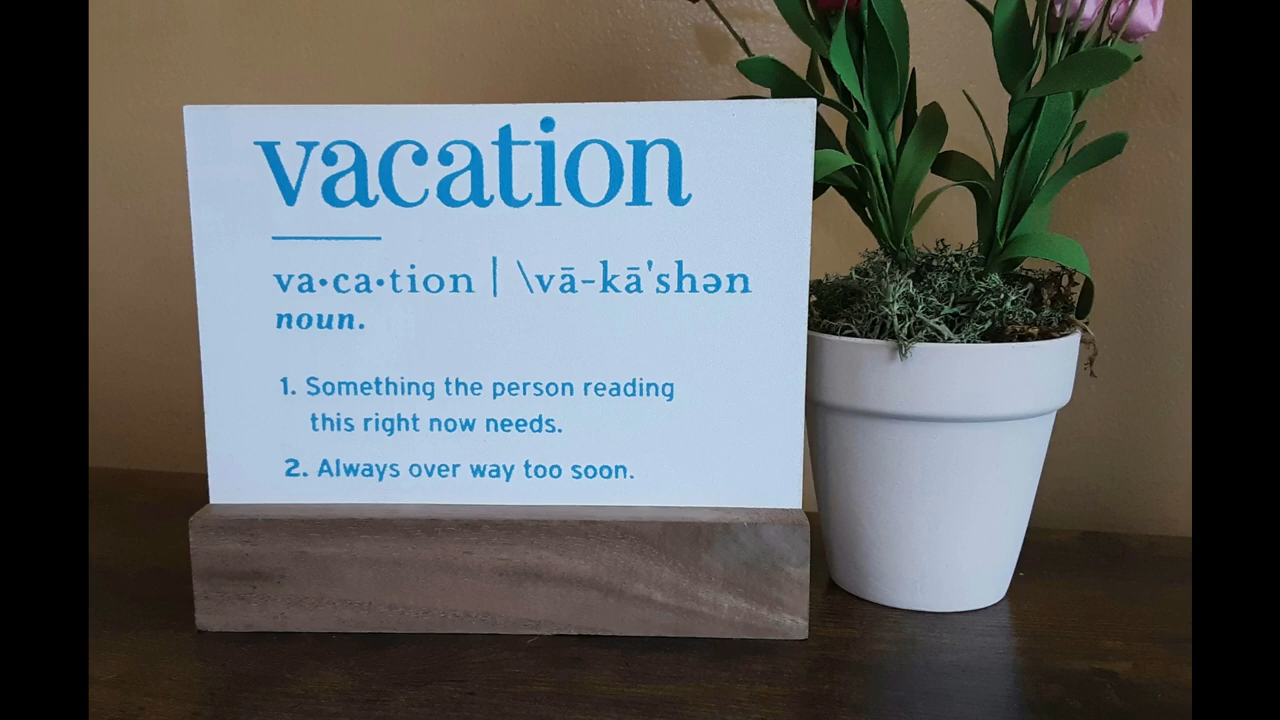 vacation
va•ca•tion | \vā-kā'shən
noun.
1. Something the person reading
this right now needs.
2. Always over way too soon.